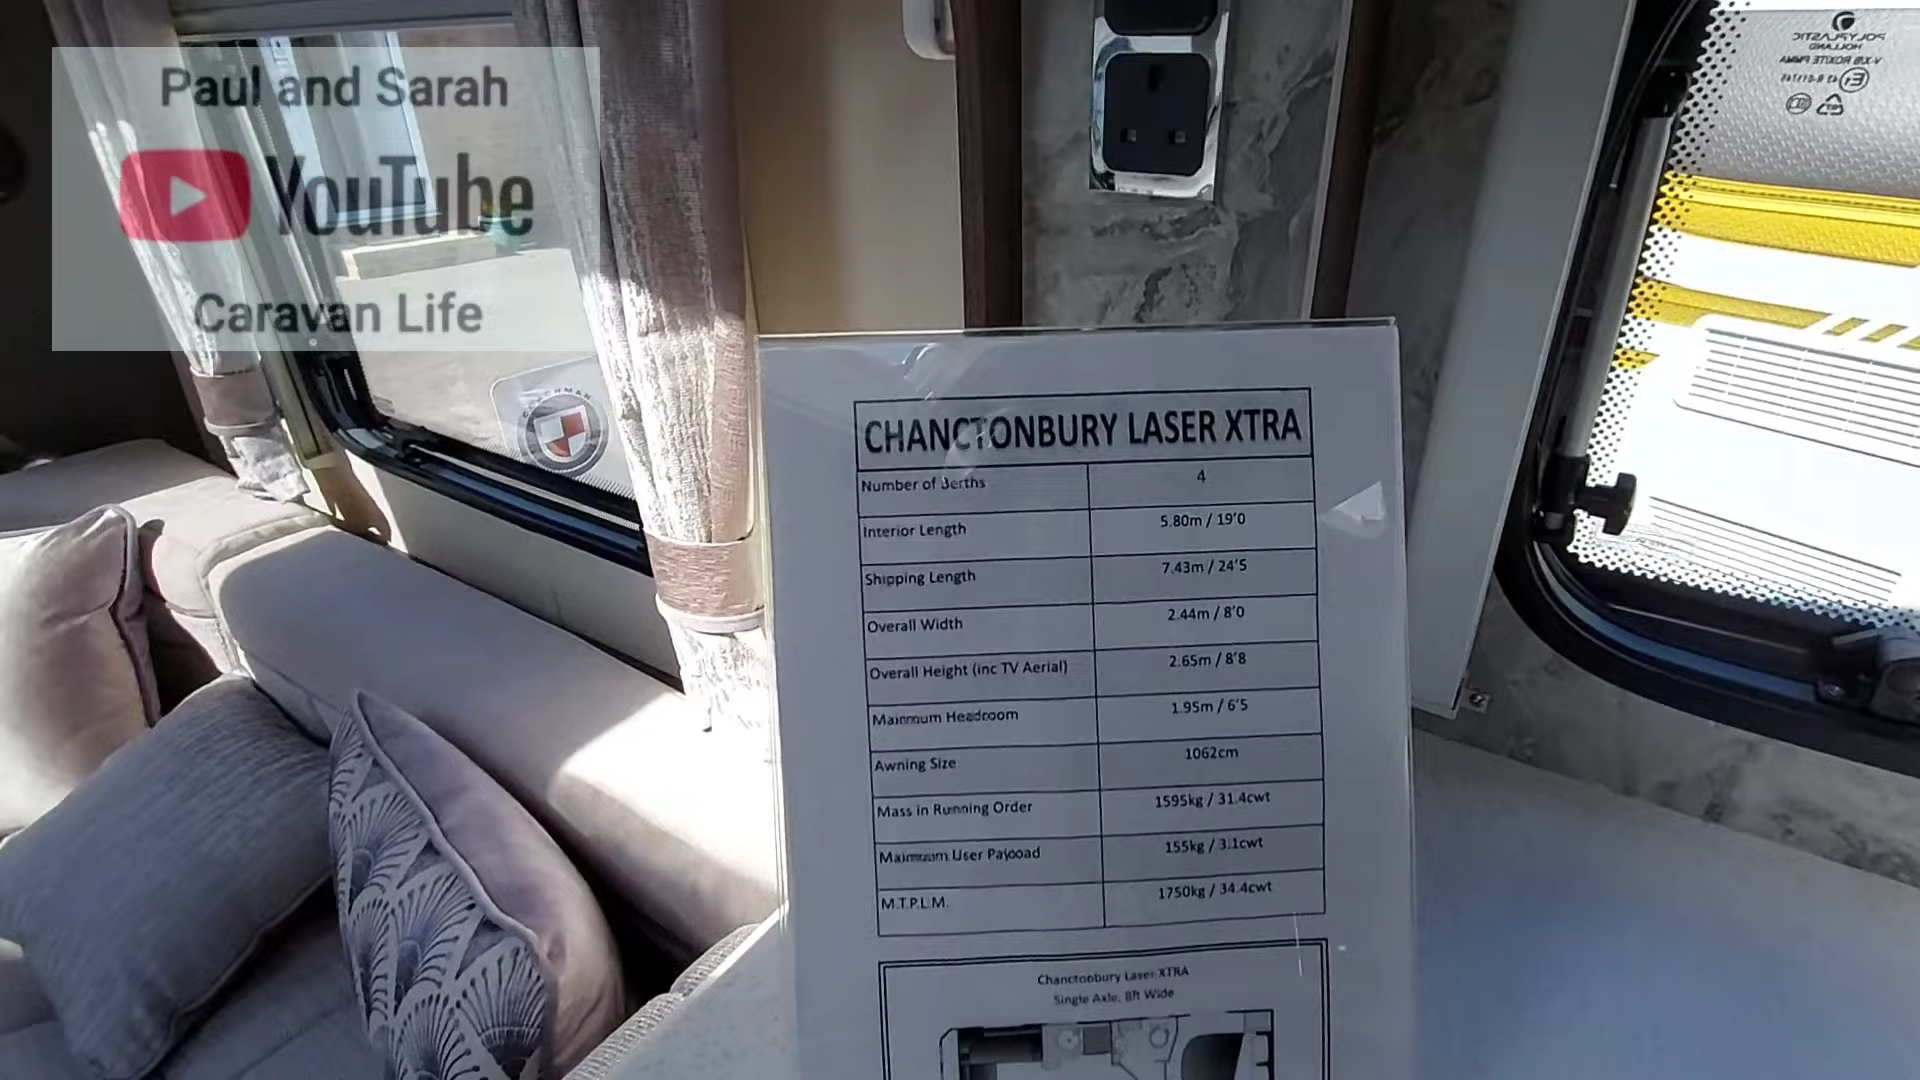 Paul and Sarah
YouTube
Caravan Life
COACHMAN
POLYPLASTIC
HOLLAND
CHANCTONBURY LASER XTRA
Number of Berths 4
Interior Length 5.80m / 19'0
Shipping Length 7.43m / 24'5
Overall Width 2.44m / 8'0
Overall Height (inc TV Aerial) 2.65m / 8'8
Maximum Headroom 1.95m / 6'5
Awning Size 1062cm
Mass in Running Order 1595kg / 31.4cwt
Maximum User Payload 155kg / 3.1cwt
M.T.P.L.M. 1750kg / 34.4cwt
Chanctonbury Laser XTRA
Single Axle, 8ft Wide